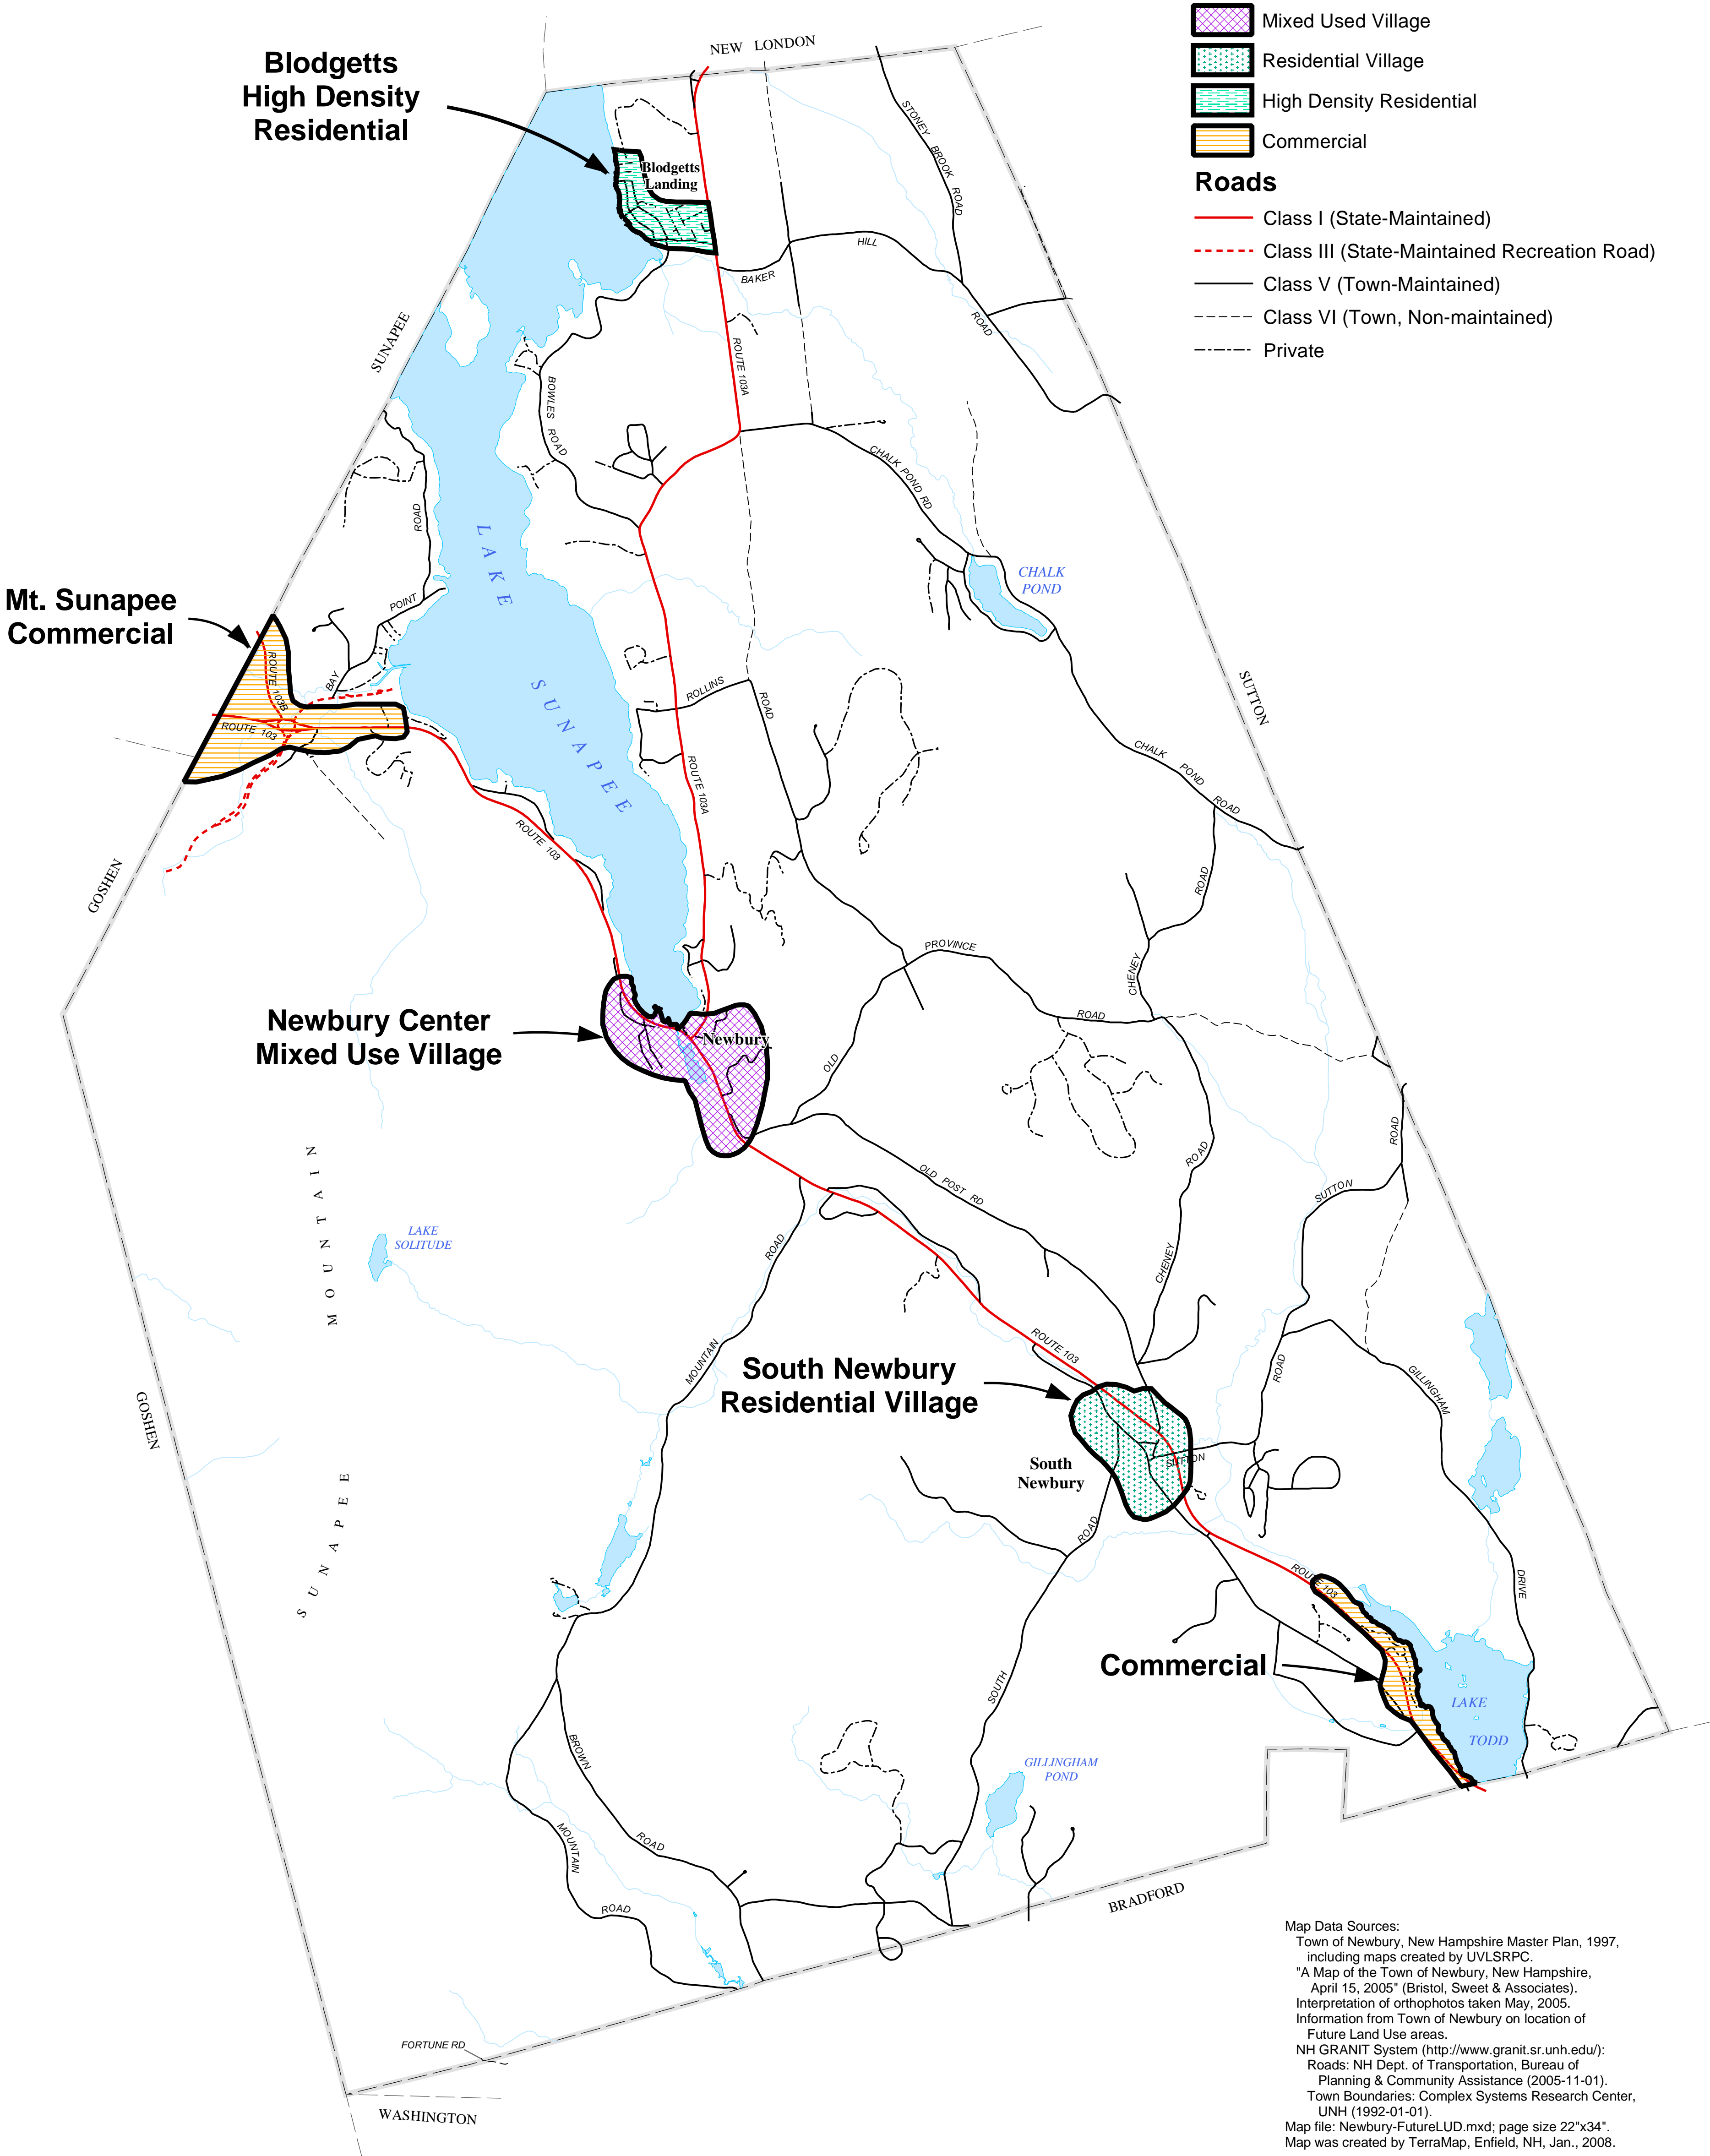 Mixed Used Village
Residential Village
High Density Residential
Commercial
Roads
Class I (State-Maintained)
Class III (State-Maintained Recreation Road)
Class V (Town-Maintained)
Class VI (Town, Non-maintained)
Private
NEW LONDON
Blodgetts
High Density
Residential
Blodgetts
Landing
STONEY BROOK ROAD
BAKER HILL ROAD
SUNAPEE
ROUTE 103A
BOWLES ROAD
CHALK POND RD
ROAD
LAKE SUNAPEE
CHALK
POND
Mt. Sunapee
Commercial
POINT
BAY
ROUTE 103B
ROUTE 103
ROLLINS ROAD
SUTTON
ROUTE 103A
CHALK POND ROAD
ROUTE 103
GOSHEN
ROAD
PROVINCE
CHENEY
ROAD
Newbury Center
Mixed Use Village
Newbury
OLD
ROAD
ROAD
SUTTON
OLD POST RD
LAKE
SOLITUDE
ROAD
CHENEY
MOUNTAIN
SUNAPEE MOUNTAIN
ROUTE 103
South Newbury
Residential Village
ROAD
GILLINGHAM
GOSHEN
South
Newbury
SUTTON
ROAD
ROUTE 103
DRIVE
Commercial
SOUTH
LAKE
TODD
BROWN
GILLINGHAM
POND
MOUNTAIN
ROAD
ROAD
BRADFORD
FORTUNE RD
WASHINGTON
Map Data Sources:
Town of Newbury, New Hampshire Master Plan, 1997,
including maps created by UVLSRPC.
"A Map of the Town of Newbury, New Hampshire,
April 15, 2005" (Bristol, Sweet & Associates).
Interpretation of orthophotos taken May, 2005.
Information from Town of Newbury on location of
Future Land Use areas.
NH GRANIT System (http://www.granit.sr.unh.edu/):
Roads: NH Dept. of Transportation, Bureau of
Planning & Community Assistance (2005-11-01).
Town Boundaries: Complex Systems Research Center,
UNH (1992-01-01).
Map file: Newbury-FutureLUD.mxd; page size 22"x34".
Map was created by TerraMap, Enfield, NH, Jan., 2008.